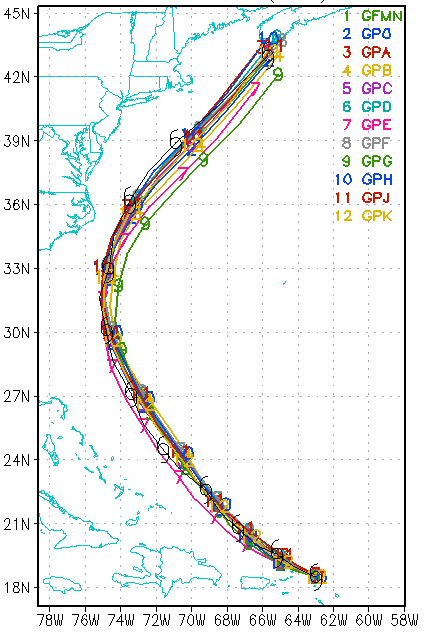 45N
42N
39N
36N
33N
30N
27N
24N
21N
18N
78W 76W 74W 72W 70W 68W 66W 64W 62W 60W 58W
1 GFMN
2 GPO
3 GPA
4 GPB
5 GPC
6 GPD
7 GPE
8 GPF
9 GPG
10 GPH
11 GPJ
12 GPK